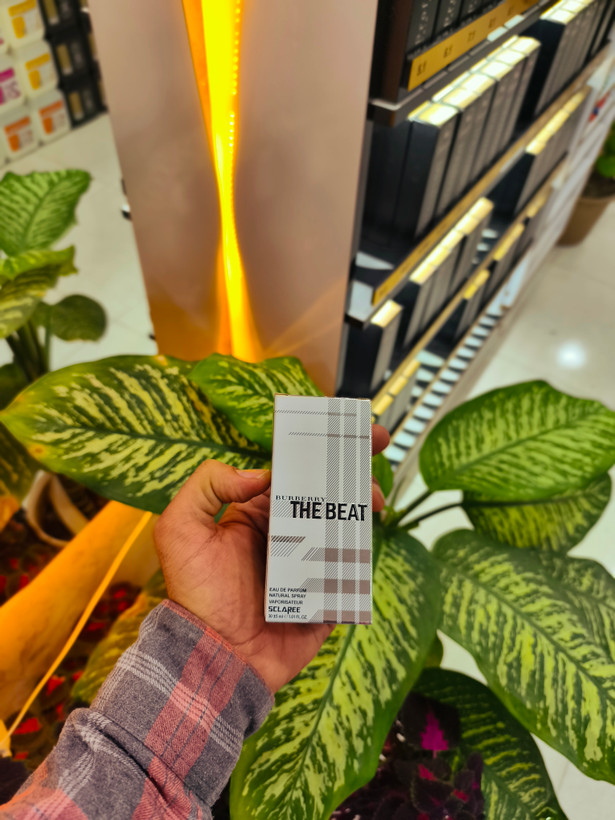 BURBERRY
THE BEAT
EAU DE PARFUM
NATURAL SPRAY
VAPORISATEUR
SCLAREE